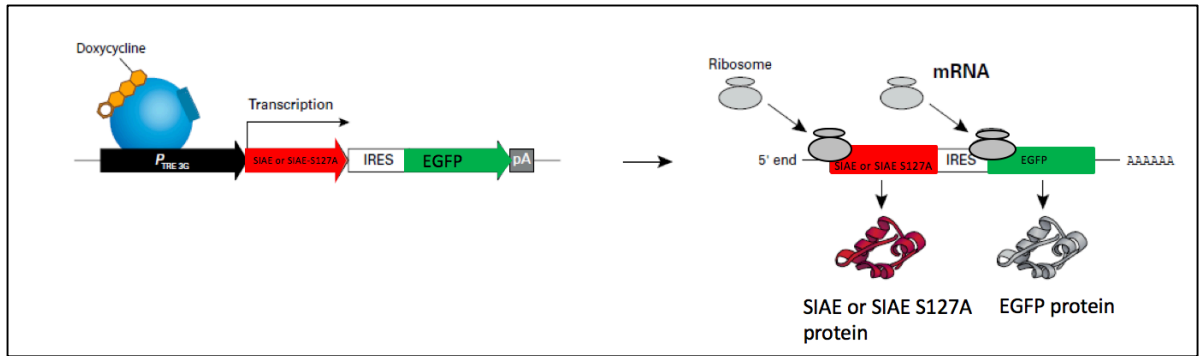 Doxycycline
Transcription
PTRE 3G
SIAE or SIAE-S127A
IRES
EGFP
pA
Ribosome
mRNA
5' end
SIAE or SIAE S127A
IRES
EGFP
AAAAAA
SIAE or SIAE S127A
protein
EGFP protein